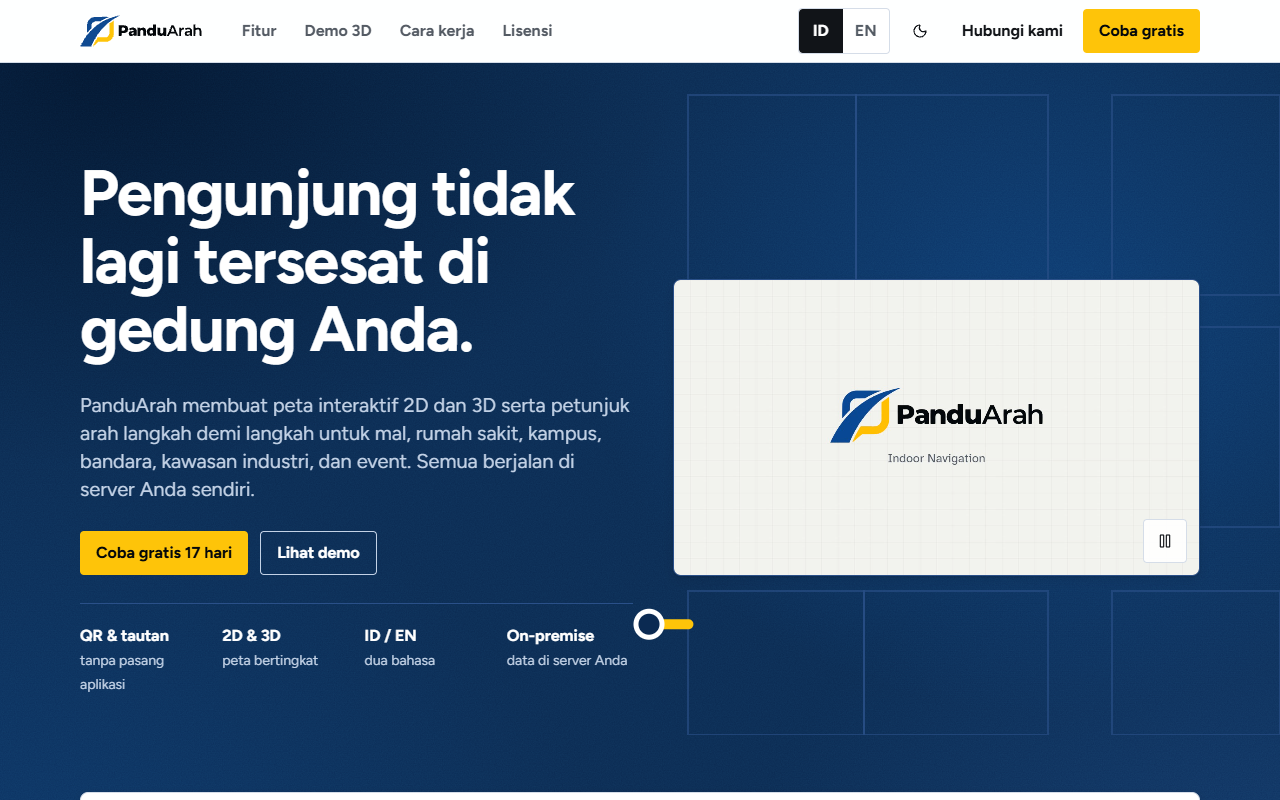 PanduArah
Fitur
Demo 3D
Cara kerja
Lisensi
ID
EN
Hubungi kami
Coba gratis
Pengunjung tidak
lagi tersesat di
gedung Anda.
PanduArah membuat peta interaktif 2D dan 3D serta petunjuk
arah langkah demi langkah untuk mal, rumah sakit, kampus,
bandara, kawasan industri, dan event. Semua berjalan di
server Anda sendiri.
Coba gratis 17 hari
Lihat demo
QR & tautan
tanpa pasang
aplikasi
2D & 3D
peta bertingkat
ID / EN
dua bahasa
On-premise
data di server Anda
PanduArah
Indoor Navigation